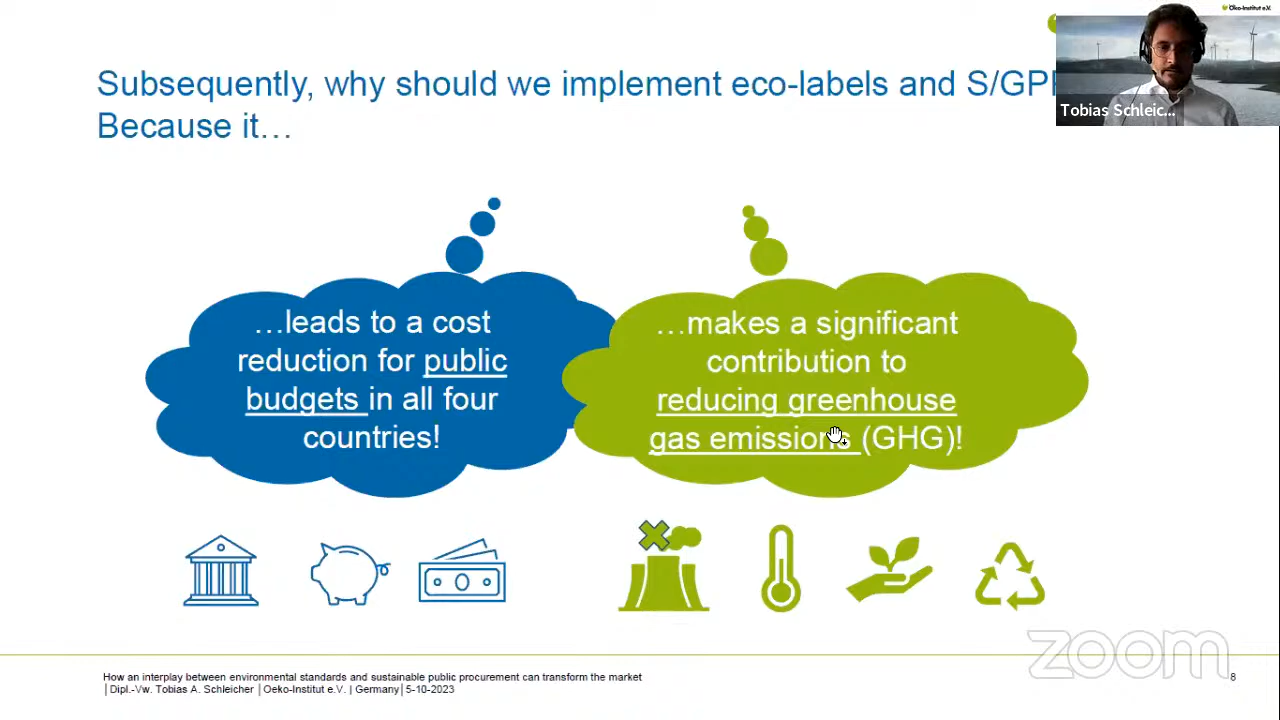 Öko-Institut e.V.
Subsequently, why should we implement eco-labels and S/GP
Tobias Schleic...
Because it…
…leads to a cost
reduction for public
budgets in all four
countries!
…makes a significant
contribution to
reducing greenhouse
gas emissions (GHG)!
zoom
How an interplay between environmental standards and sustainable public procurement can transform the market
│Dipl.-Vw. Tobias A. Schleicher │Oeko-Institut e.V. | Germany│5-10-2023
8